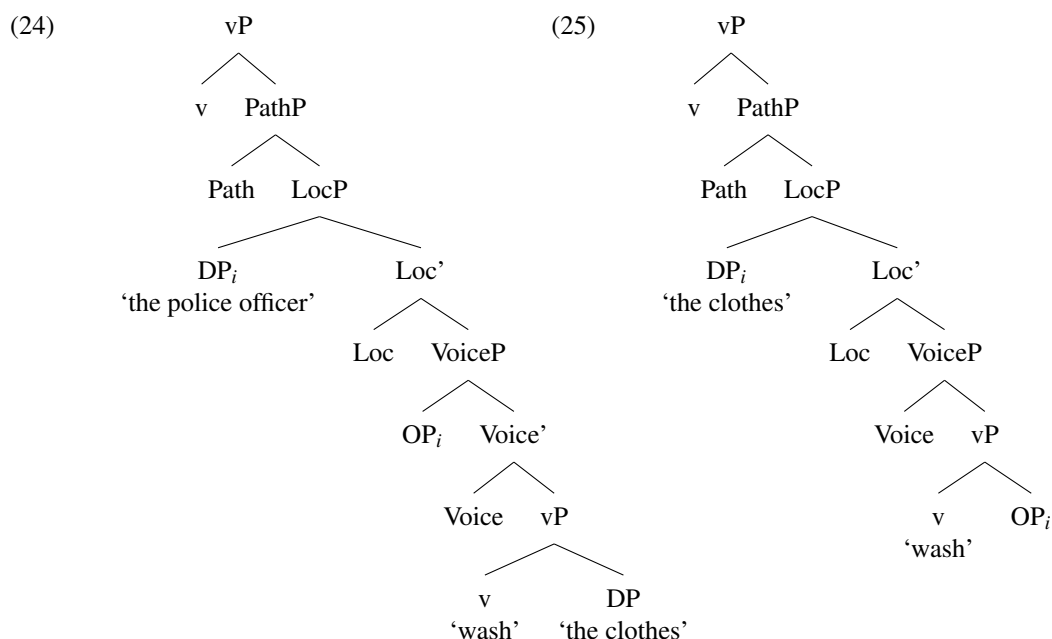 (24) vP (25) vP
v PathP v PathP
Path LocP Path LocP
DPi Loc’ DPi Loc’
‘the police officer’ ‘the clothes’
Loc VoiceP Loc VoiceP
OPi Voice’ Voice vP
Voice vP v OPi
‘wash’
v DP
‘wash’ ‘the clothes’